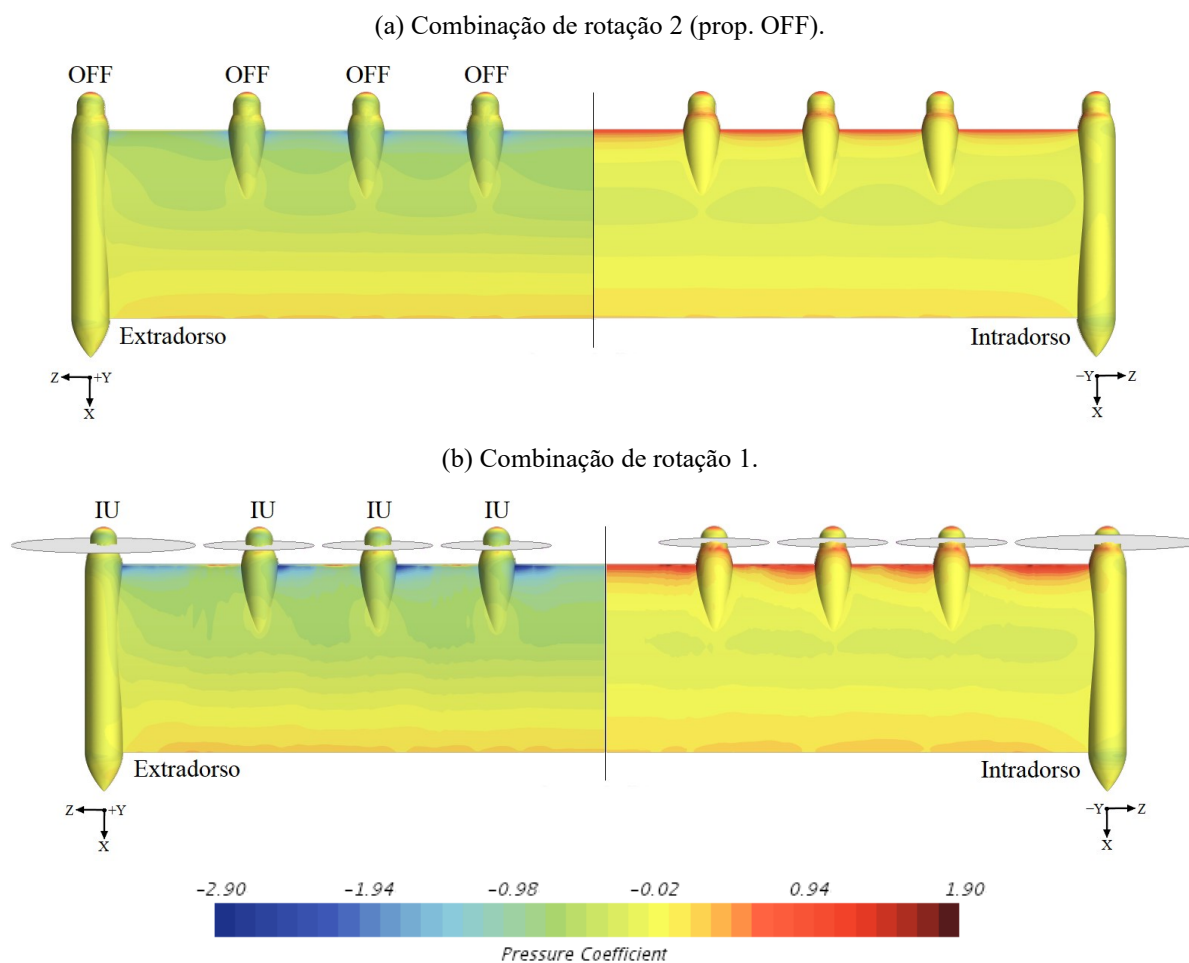 (a) Combinação de rotação 2 (prop. OFF).
OFF OFF OFF OFF
Extradorso Intradorso
Z +Y −Y Z
X X
(b) Combinação de rotação 1.
IU IU IU IU
Extradorso Intradorso
Z +Y −Y Z
X X
−2.90 −1.94 −0.98 −0.02 0.94 1.90
Pressure Coefficient